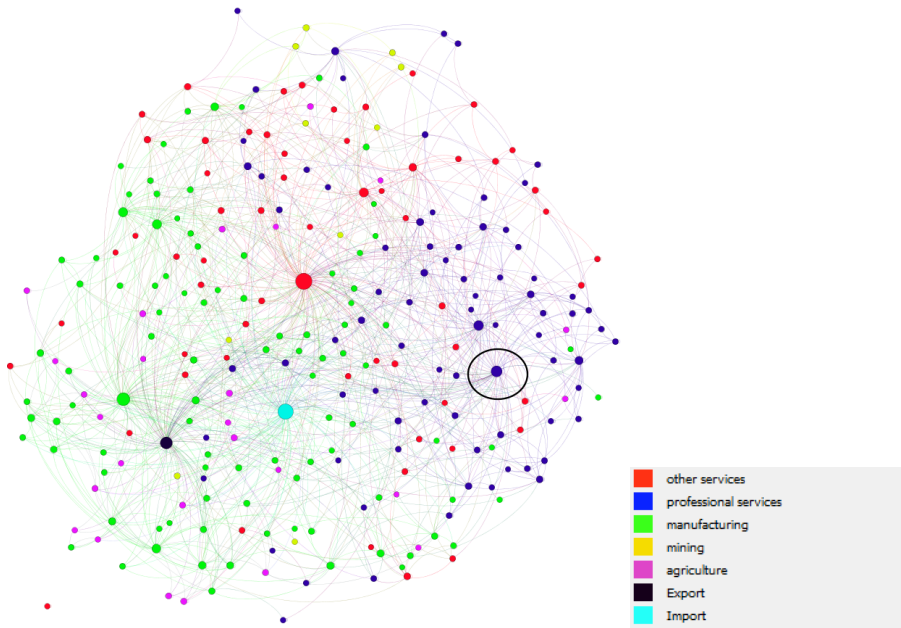 other services
professional services
manufacturing
mining
agriculture
Export
Import